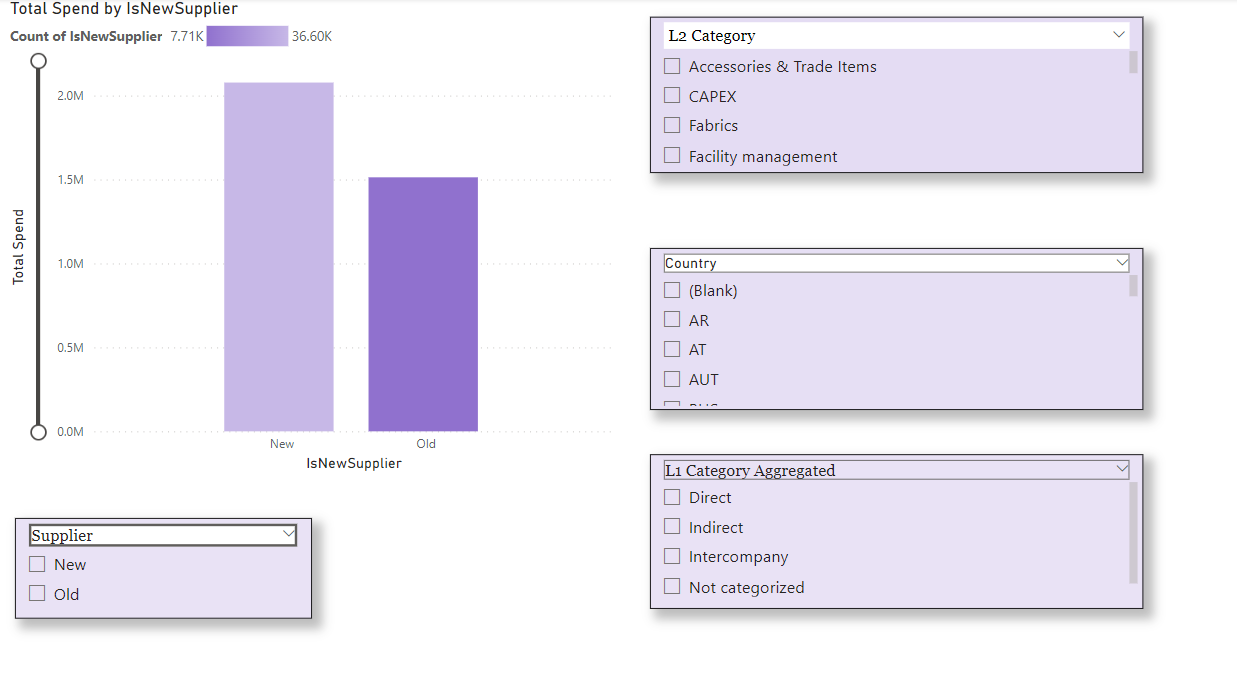 Total Spend by IsNewSupplier
Count of IsNewSupplier 7.71K 36.60K
2.0M
1.5M
1.0M
0.5M
0.0M
Total Spend
New Old
IsNewSupplier
Supplier
New
Old
L2 Category
Accessories & Trade Items
CAPEX
Fabrics
Facility management
Country
(Blank)
AR
AT
AUT
L1 Category Aggregated
Direct
Indirect
Intercompany
Not categorized